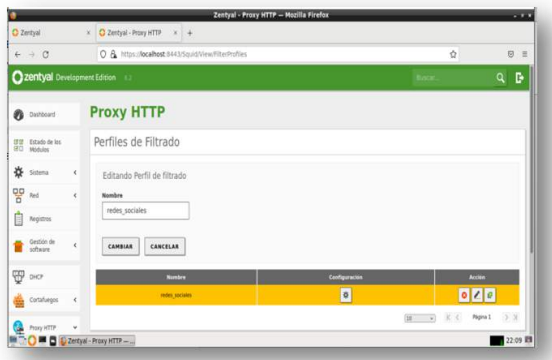 Zentyal - Proxy HTTP — Mozilla Firefox
Zentyal
Zentyal - Proxy HTTP
https://localhost:8443/Squid/View/FilterProfiles
zentyal Development Edition
Buscar...
Dashboard
Estado de los Módulos
Sistema
Red
Registros
Gestión de software
DHCP
Cortafuegos
Proxy HTTP
Proxy HTTP
Perfiles de Filtrado
Editando Perfil de filtrado
Nombre
redes_sociales
CAMBIAR
CANCELAR
Nombre Configuración Acción
redes_sociales
10
Página 1
Zentyal - Proxy HTTP —...
22:09